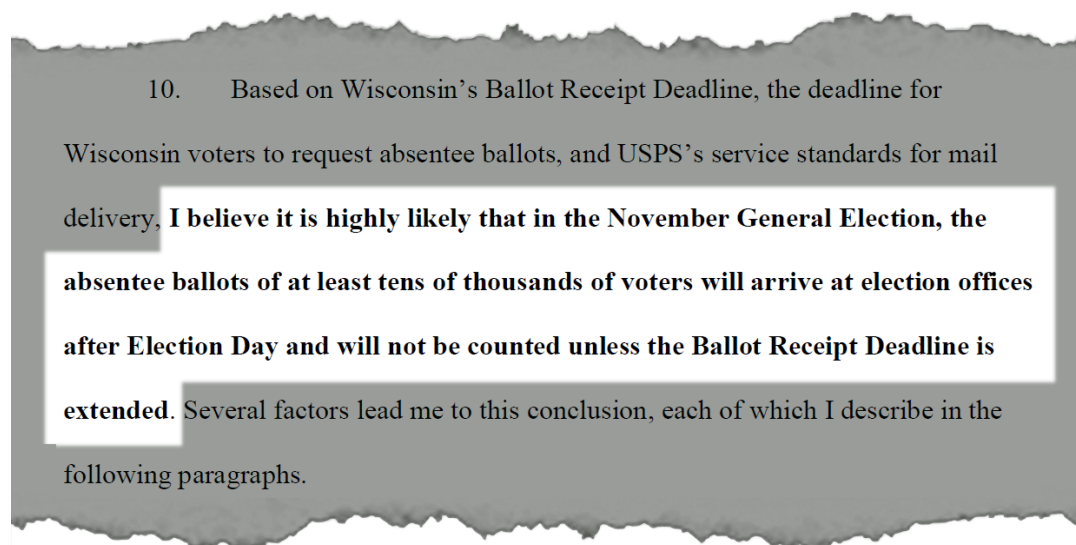 10. Based on Wisconsin’s Ballot Receipt Deadline, the deadline for
Wisconsin voters to request absentee ballots, and USPS’s service standards for mail
delivery, I believe it is highly likely that in the November General Election, the
absentee ballots of at least tens of thousands of voters will arrive at election offices
after Election Day and will not be counted unless the Ballot Receipt Deadline is
extended. Several factors lead me to this conclusion, each of which I describe in the
following paragraphs.